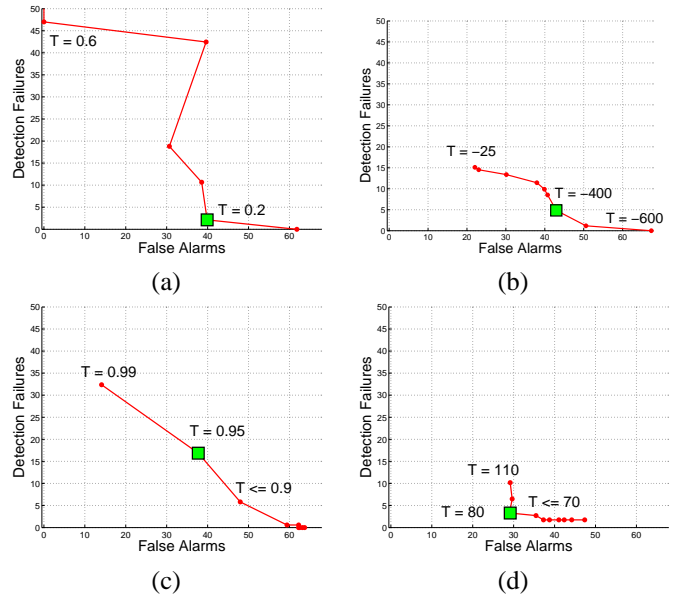 50
45
40
35
30
25
20
15
10
5
0
Detection Failures
T = 0.6
T = 0.2
0 10 20 30 40 50 60
False Alarms
(a)
50
45
40
35
30
25
20
15
10
5
0
Detection Failures
T = −25
T = −400
T = −600
0 10 20 30 40 50 60
False Alarms
(b)
50
45
40
35
30
25
20
15
10
5
0
Detection Failures
T = 0.99
T = 0.95
T <= 0.9
0 10 20 30 40 50 60
False Alarms
(c)
50
45
40
35
30
25
20
15
10
5
0
Detection Failures
T = 110
T <= 70
T = 80
0 10 20 30 40 50 60
False Alarms
(d)